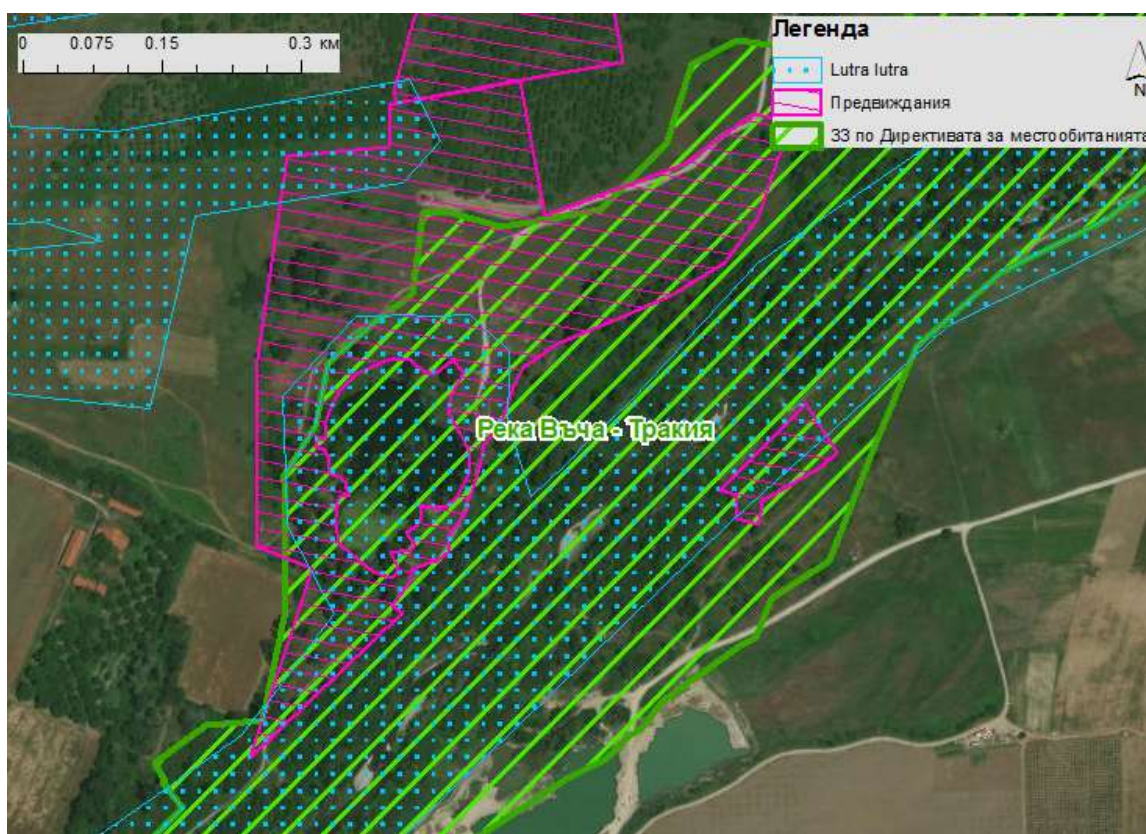 0 0.075 0.15 0.3 км
Легенда
Lutra lutra
Предвиждания
ЗЗ по Директивата за местообитанията
N
Река Въча - Тракия